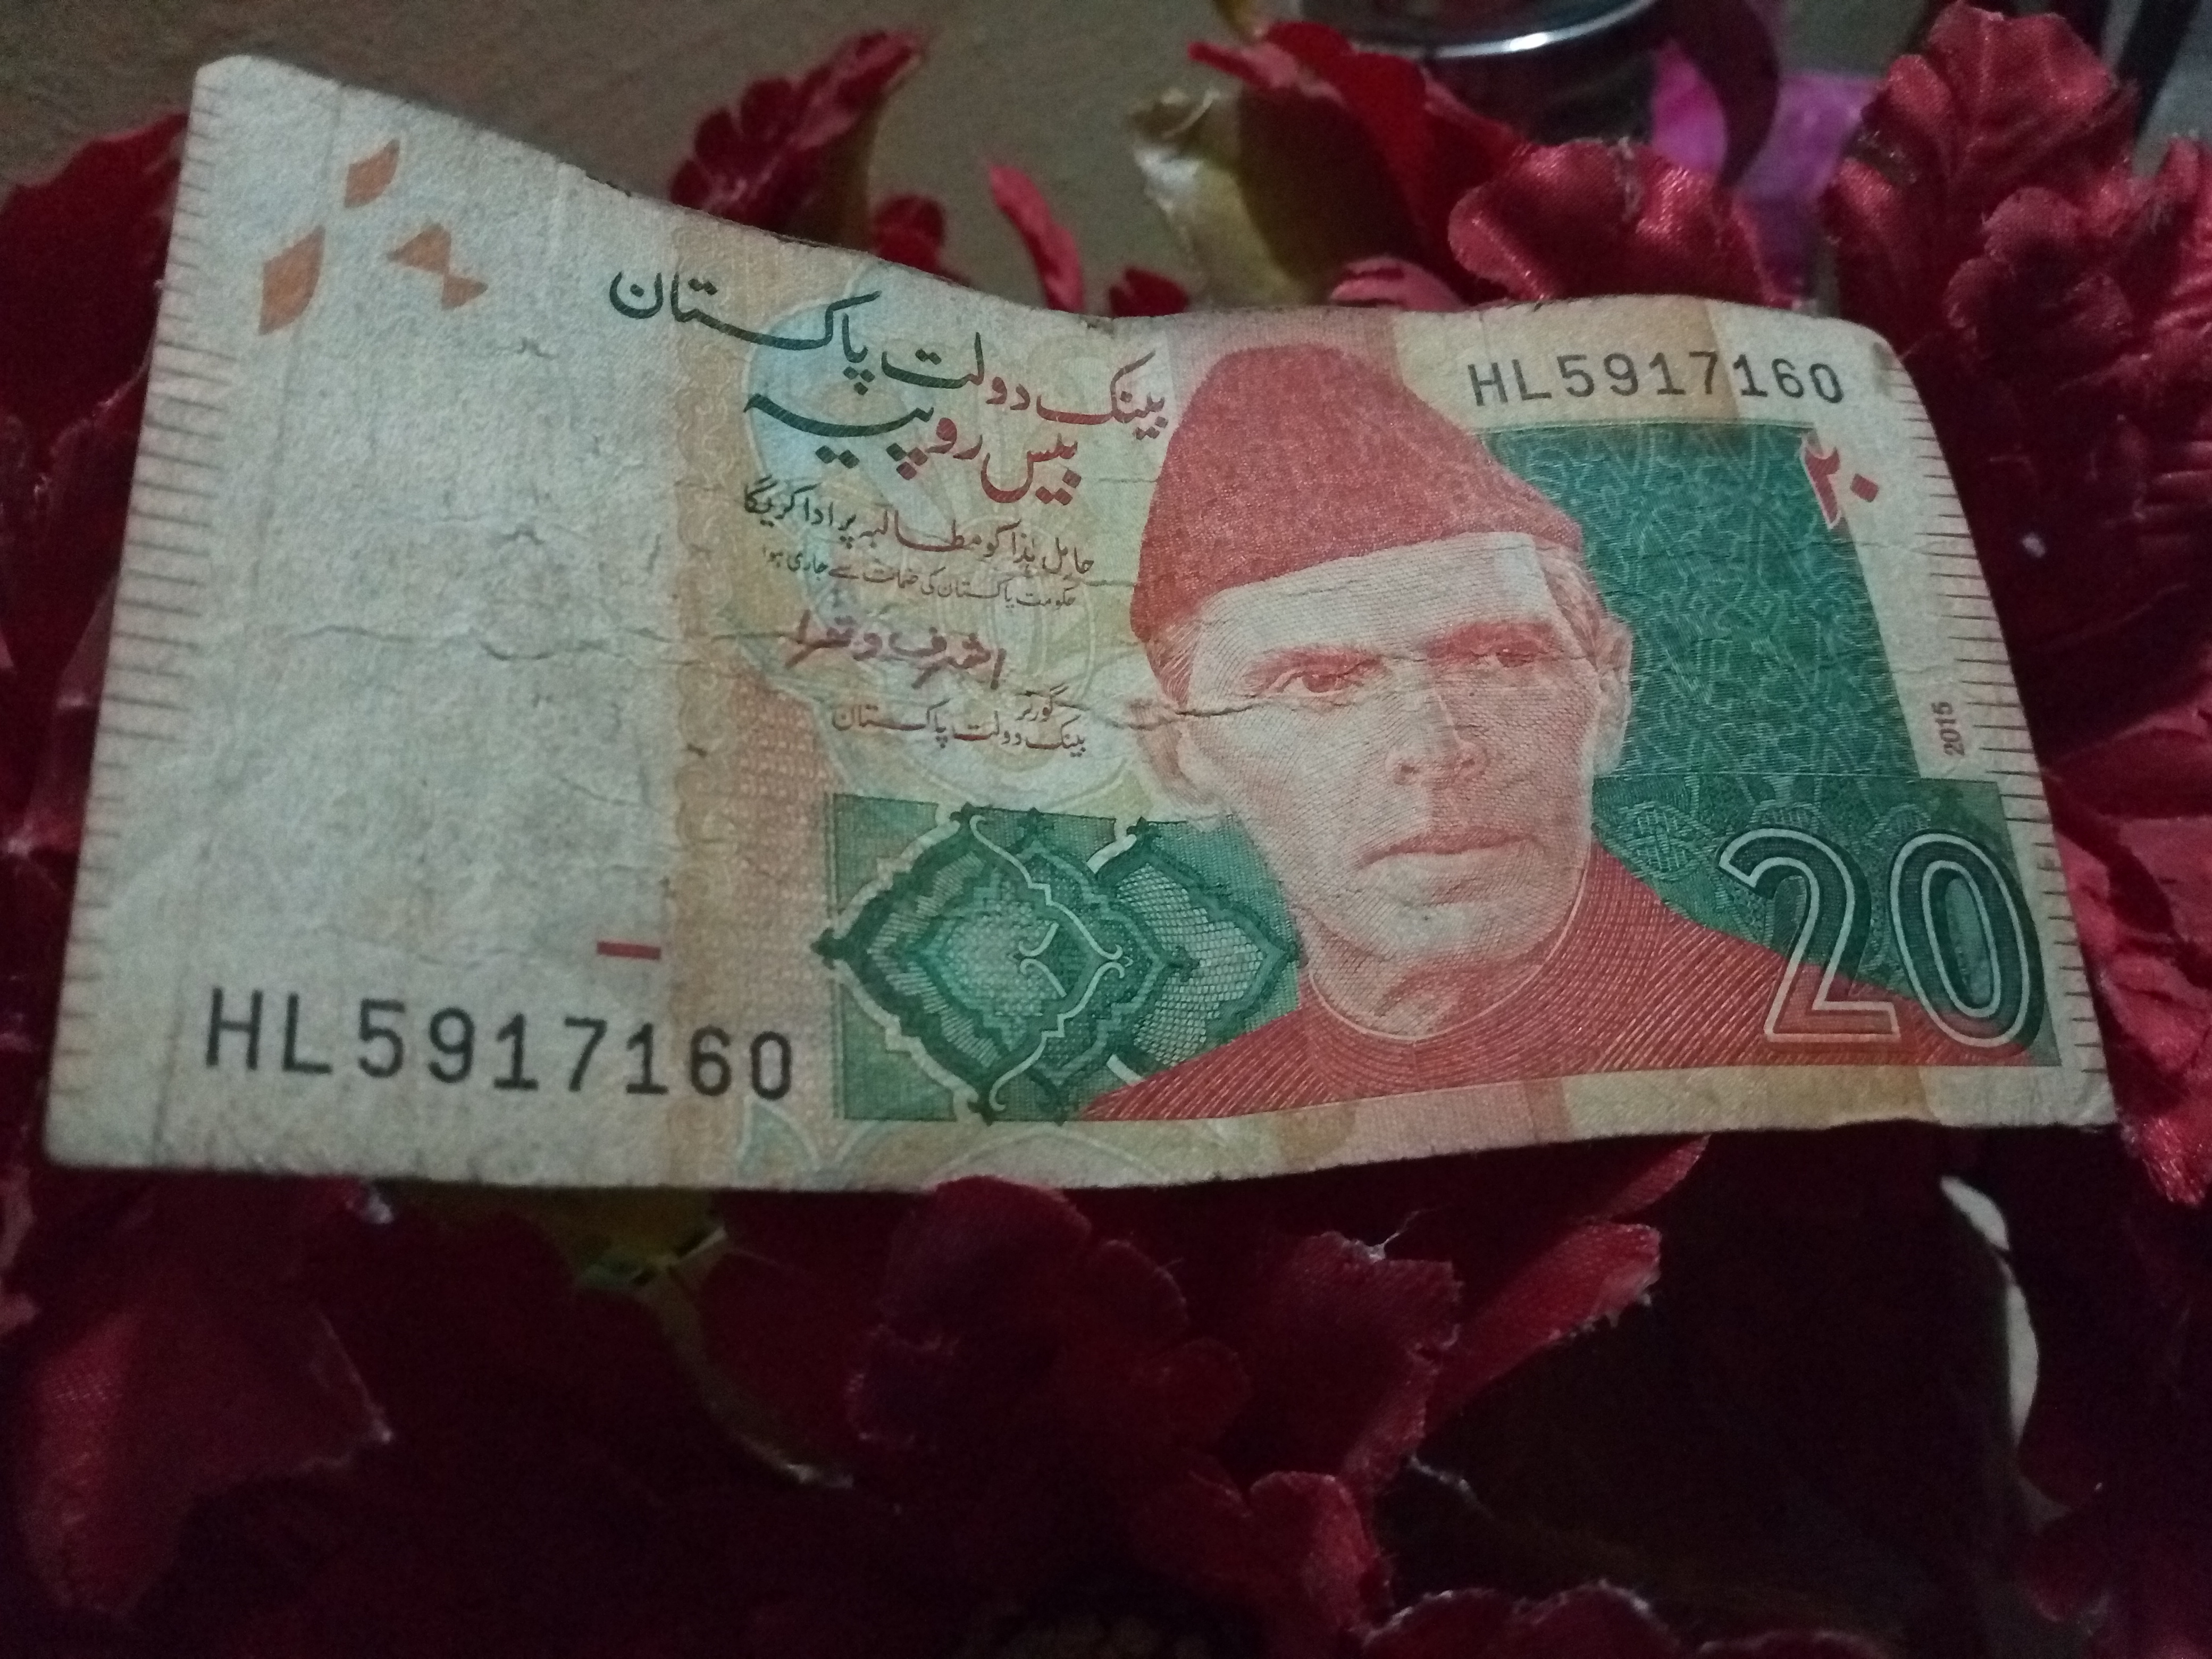 بینک دولت پاکستان
بیس روپیہ
حامل ہٰذا کو مطالبہ پر ادا کریگا
حکومت پاکستان کی ضمانت سے جاری ہوا
اشرف وتھرا
گورنر
بینک دولت پاکستان
HL5917160
۲۰
2015
20
HL5917160